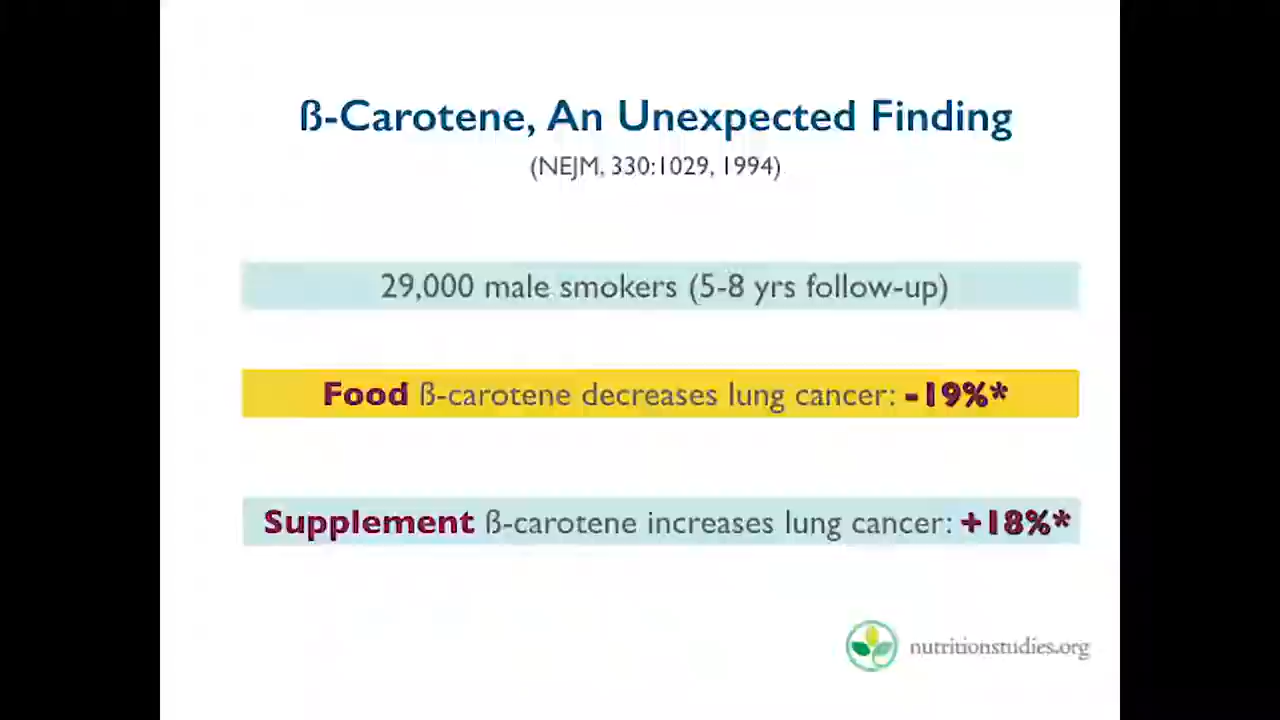 ß-Carotene, An Unexpected Finding
(NEJM, 330:1029, 1994)
29,000 male smokers (5-8 yrs follow-up)
Food ß-carotene decreases lung cancer: -19%*
Supplement ß-carotene increases lung cancer: +18%*
nutritionstudies.org